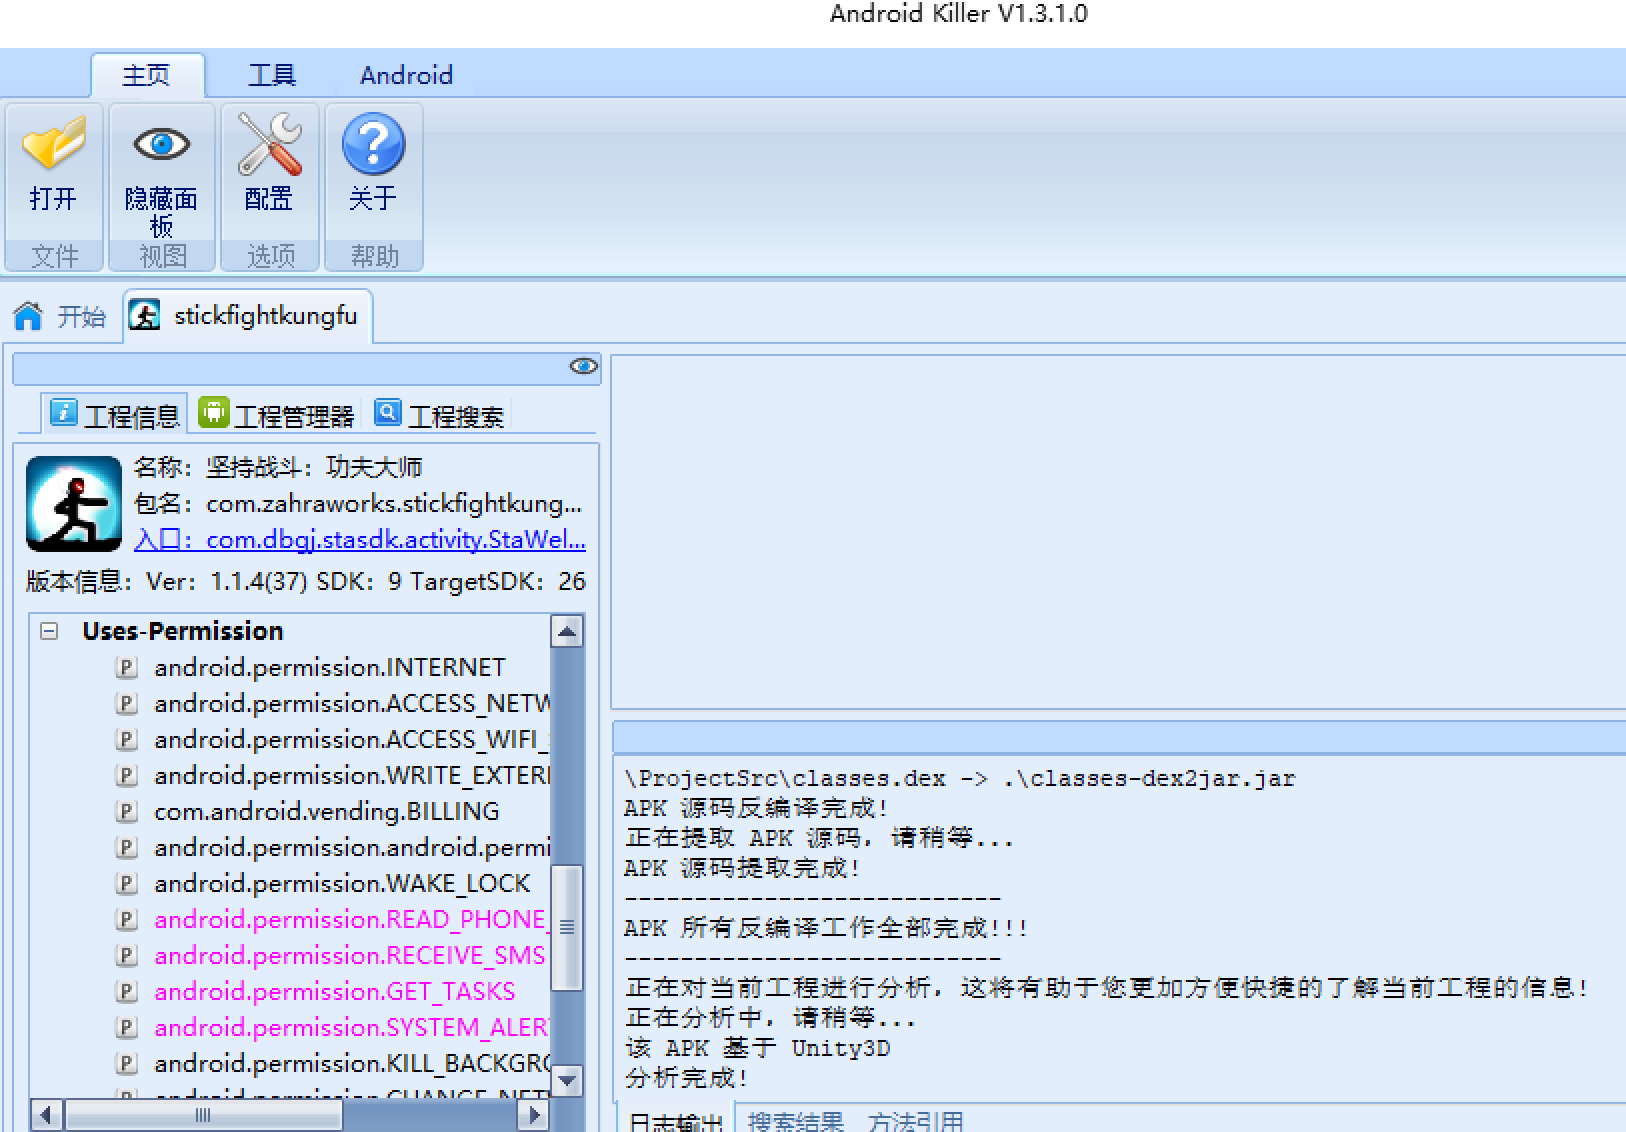 Android Killer V1.3.1.0
主页 工具 Android
打开 隐藏面板 配置 关于
文件 视图 选项 帮助
开始 stickfightkungfu
工程信息 工程管理器 工程搜索
名称：坚持战斗：功夫大师
包名：com.zahraworks.stickfightkung...
入口：com.dbgj.stasdk.activity.StaWel...
版本信息：Ver：1.1.4(37) SDK：9 TargetSDK：26
Uses-Permission
android.permission.INTERNET
android.permission.ACCESS_NETW
android.permission.ACCESS_WIFI_
android.permission.WRITE_EXTER
com.android.vending.BILLING
android.permission.android.permi
android.permission.WAKE_LOCK
android.permission.READ_PHONE_
android.permission.RECEIVE_SMS
android.permission.GET_TASKS
android.permission.SYSTEM_ALER
android.permission.KILL_BACKGRO
android.permission.CHANGE_NET
\ProjectSrc\classes.dex -> .\classes-dex2jar.jar
APK 源码反编译完成!
正在提取 APK 源码，请稍等...
APK 源码提取完成!
---------------------------
APK 所有反编译工作全部完成!!!
---------------------------
正在对当前工程进行分析，这将有助于您更加方便快捷的了解当前工程的信息!
正在分析中，请稍等...
该 APK 基于 Unity3D
分析完成!
日志输出 搜索结果 方法引用